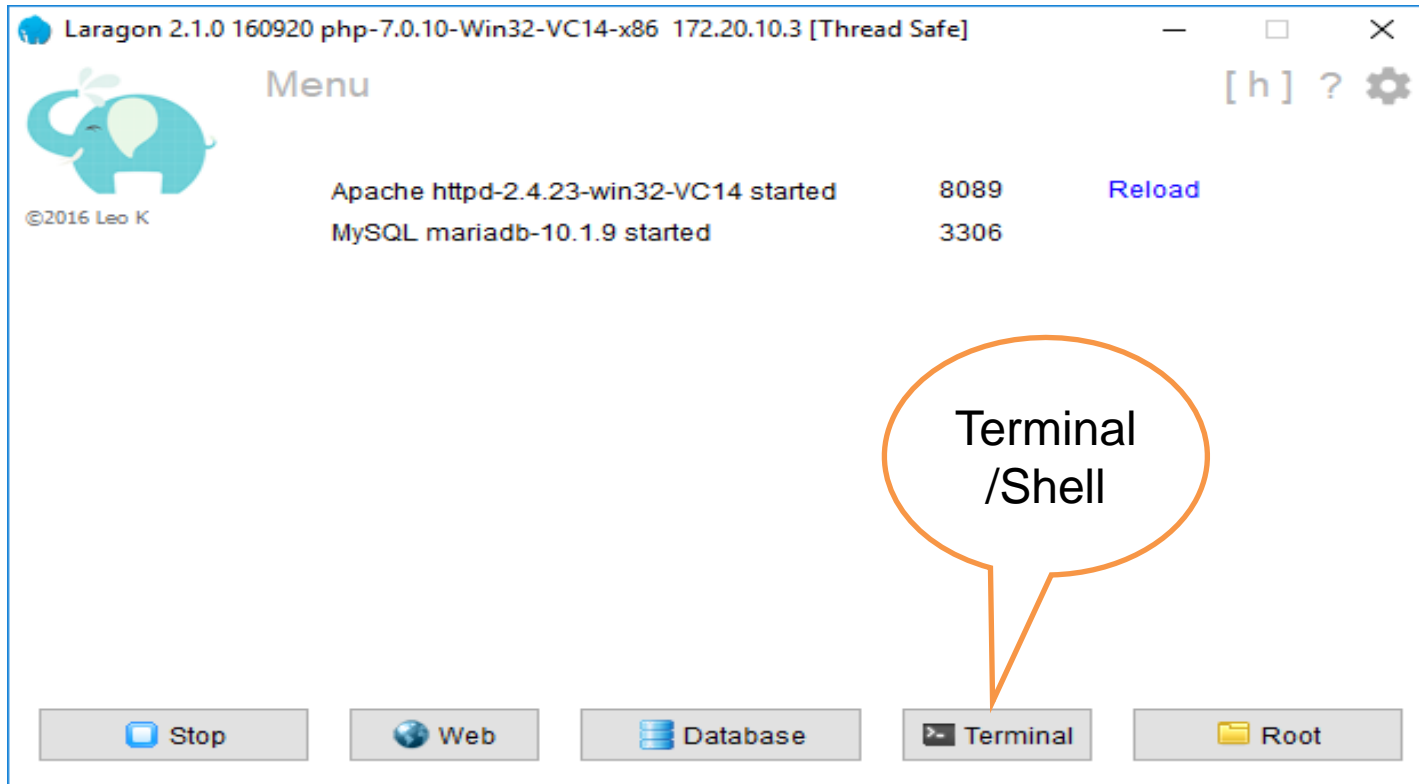 Laragon 2.1.0 160920 php-7.0.10-Win32-VC14-x86 172.20.10.3 [Thread Safe]
Menu [h] ?
©2016 Leo K
Apache httpd-2.4.23-win32-VC14 started 8089 Reload
MySQL mariadb-10.1.9 started 3306
Terminal
/Shell
Stop Web Database Terminal Root